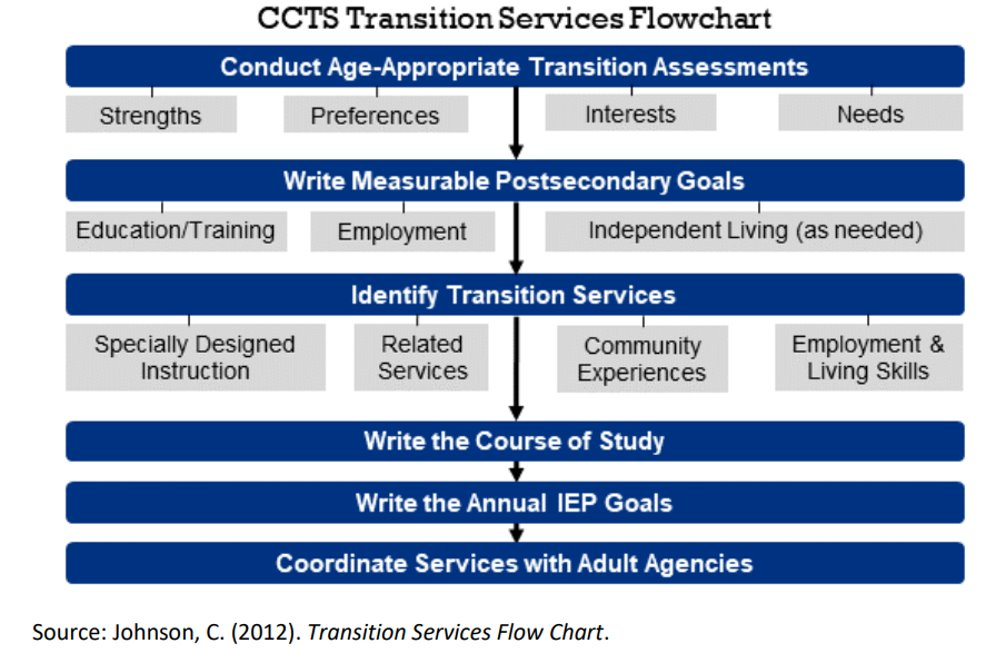 CCTS Transition Services Flowchart
Conduct Age-Appropriate Transition Assessments
Strengths
Preferences
Interests
Needs
Write Measurable Postsecondary Goals
Education/Training
Employment
Independent Living (as needed)
Identify Transition Services
Specially Designed
Instruction
Related
Services
Community
Experiences
Employment &
Living Skills
Write the Course of Study
Write the Annual IEP Goals
Coordinate Services with Adult Agencies
Source: Johnson, C. (2012). Transition Services Flow Chart.